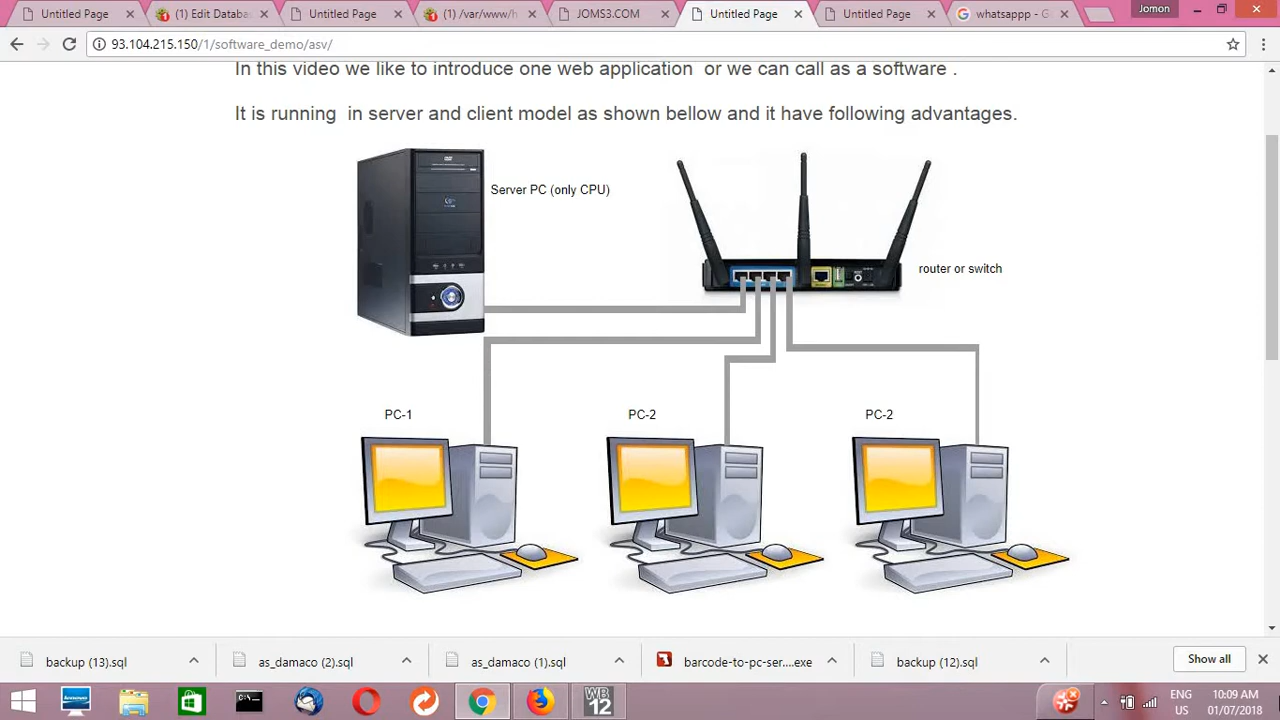 Untitled Page
(1) Edit Databa
Untitled Page
(1) /var/www/h
JOMS3.COM
Untitled Page
Untitled Page
whatsappp - G
Jomon
93.104.215.150/1/software_demo/asv/
In this video we like to introduce one web application or we can call as a software .
It is running in server and client model as shown bellow and it have following advantages.
Server PC (only CPU)
router or switch
PC-1
PC-2
PC-2
backup (13).sql
as_damaco (2).sql
as_damaco (1).sql
barcode-to-pc-ser....exe
backup (12).sql
Show all
WB
12
ENG
US
10:09 AM
01/07/2018